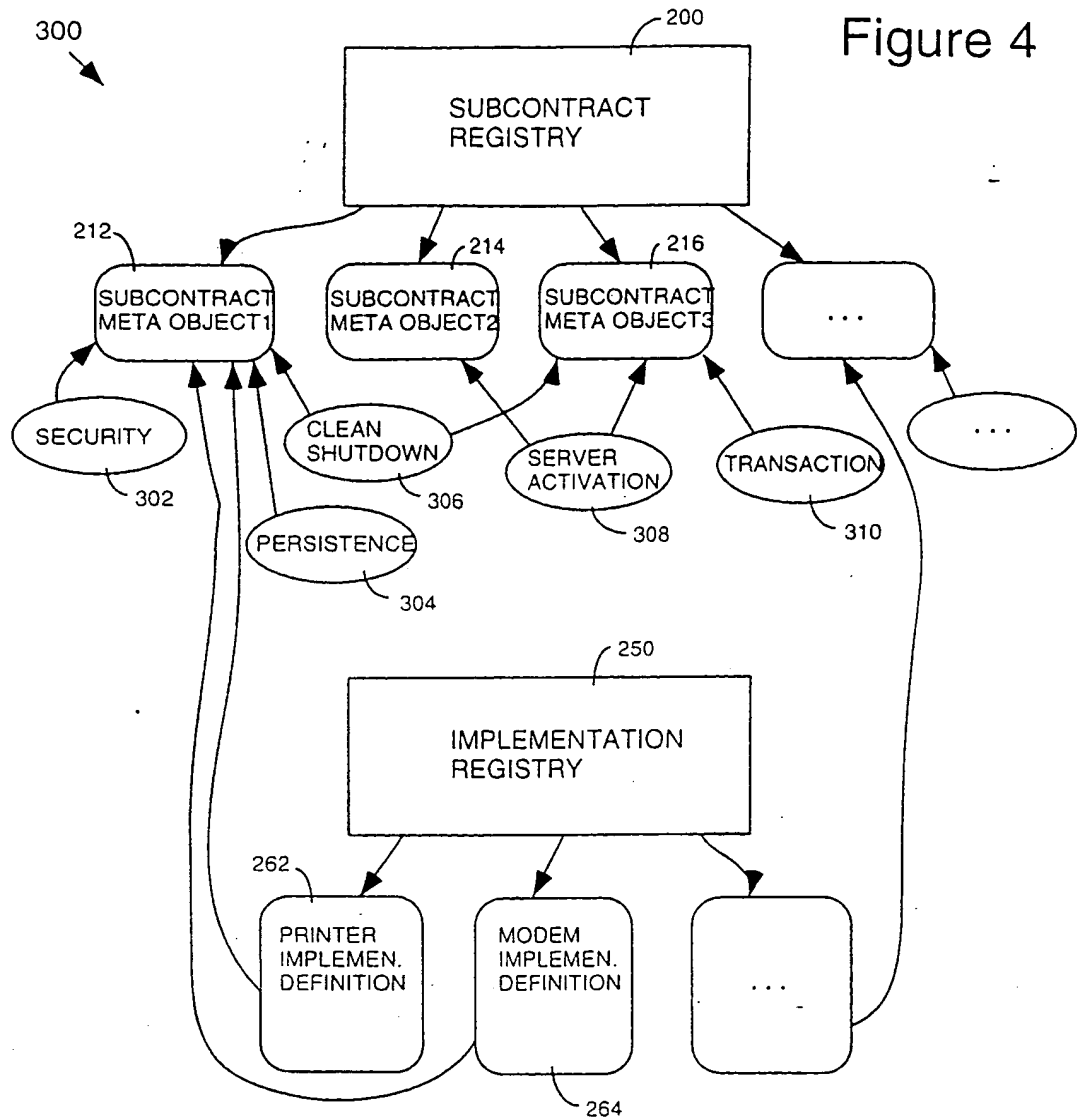 Figure 4
300
200
SUBCONTRACT
REGISTRY
212
214
216
SUBCONTRACT
META OBJECT1
SUBCONTRACT
META OBJECT2
SUBCONTRACT
META OBJECT3
...
SECURITY
302
CLEAN
SHUTDOWN
306
SERVER
ACTIVATION
308
TRANSACTION
310
...
PERSISTENCE
304
250
IMPLEMENTATION
REGISTRY
262
PRINTER
IMPLEMEN.
DEFINITION
MODEM
IMPLEMEN.
DEFINITION
...
264